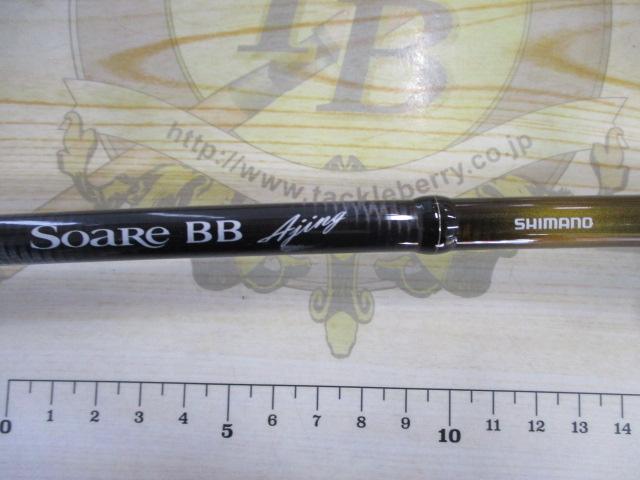 TB
http://www.tackleberry.co.jp
SOARE BB Ajing
SHIMANO
0 1 2 3 4 5 6 7 8 9 10 11 12 13 14